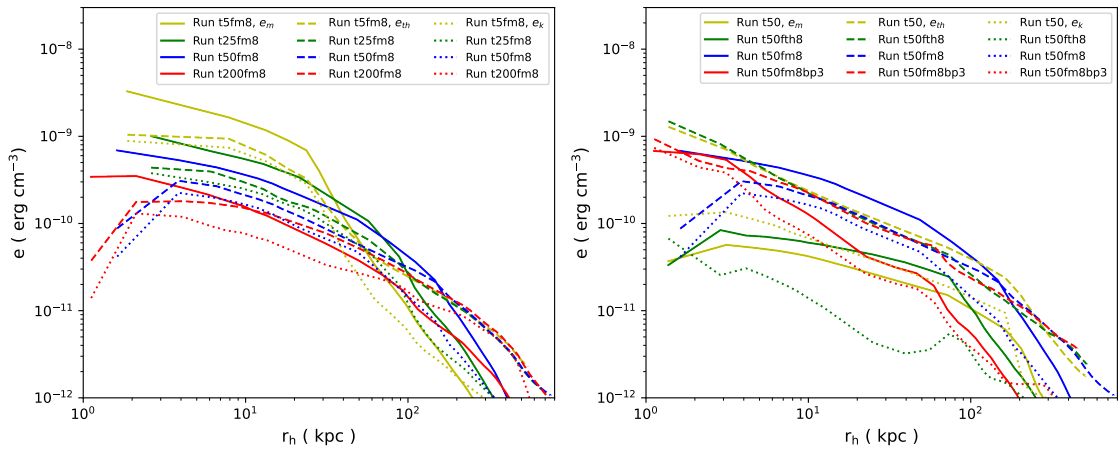 Run t5fm8, e_m Run t5fm8, e_th Run t5fm8, e_k
Run t25fm8 Run t25fm8 Run t25fm8
Run t50fm8 Run t50fm8 Run t50fm8
Run t200fm8 Run t200fm8 Run t200fm8
10^−8
10^−9
10^−10
10^−11
10^−12
e ( erg cm^−3)
10^0 10^1 10^2
r_h ( kpc )
Run t50, e_m Run t50, e_th Run t50, e_k
Run t50fth8 Run t50fth8 Run t50fth8
Run t50fm8 Run t50fm8 Run t50fm8
Run t50fm8bp3 Run t50fm8bp3 Run t50fm8bp3
10^−8
10^−9
10^−10
10^−11
10^−12
e ( erg cm^−3)
10^0 10^1 10^2
r_h ( kpc )